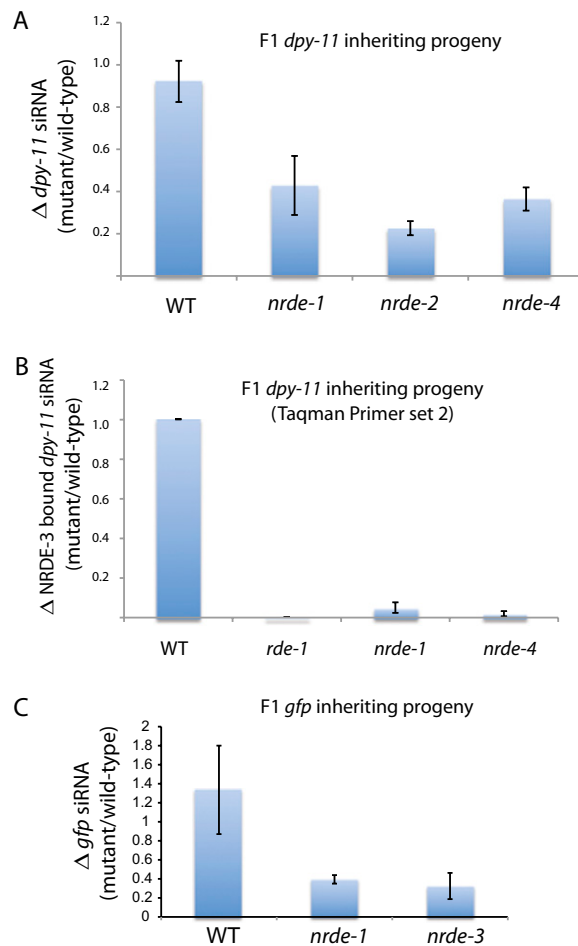 A
F1 dpy-11 inheriting progeny
Δ dpy-11 siRNA
(mutant/wild-type)
1.2
1.0
0.8
0.6
0.4
0.2
WT
nrde-1
nrde-2
nrde-4
B
F1 dpy-11 inheriting progeny
(Taqman Primer set 2)
Δ NRDE-3 bound dpy-11 siRNA
(mutant/wild-type)
1.2
1.0
0.8
0.6
0.4
0.2
WT
rde-1
nrde-1
nrde-4
C
F1 gfp inheriting progeny
Δ gfp siRNA
(mutant/wild-type)
2
1.8
1.6
1.4
1.2
1
0.8
0.6
0.4
0.2
0
WT
nrde-1
nrde-3